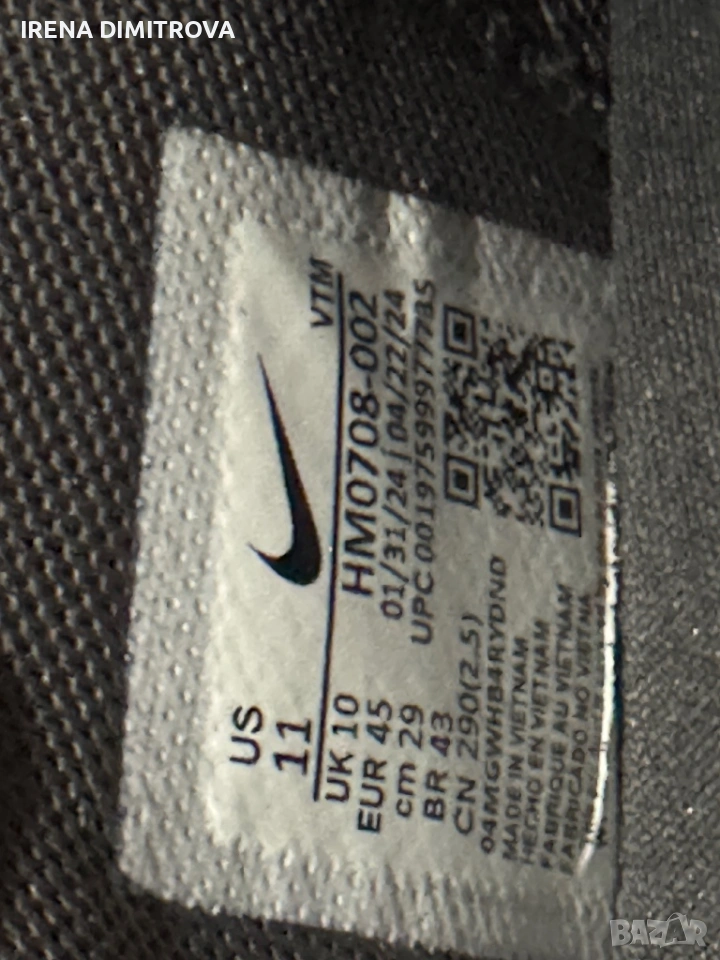 IRENA DIMITROVA
US
11
VTM
UK 10
EUR 45
cm 29
BR 43
CN 290(2.5)
HM0708-002
01/31/24 | 04/22/24
UPC 00197599977785
04MGWHB4RYDND
MADE IN VIETNAM
HECHO EN VIETNAM
FABRIQUE AU VIETNAM
FABRICADO NO VIETNA
BAZAR